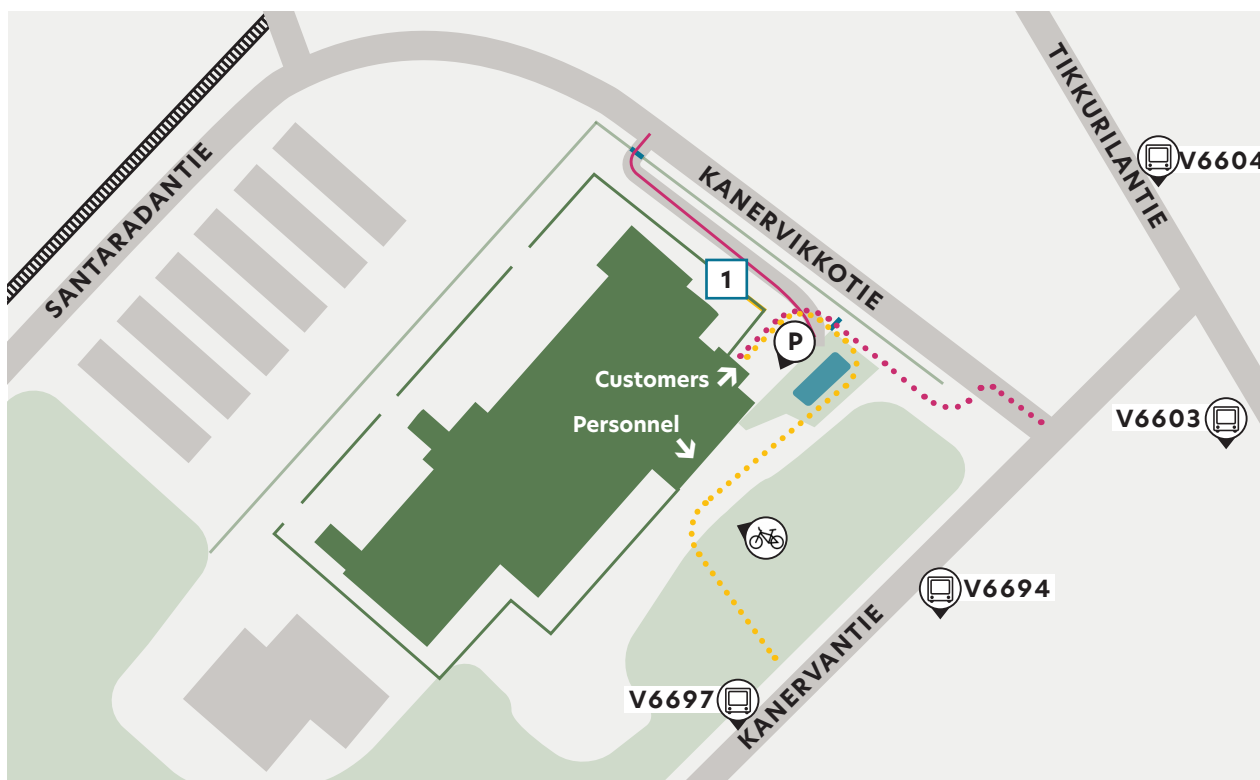 TIKKURILANTIE
V6604
SANTARADANTIE
KANERVIKKOTIE
1
P
Customers
V6603
Personnel
V6694
KANERVANTIE
V6697